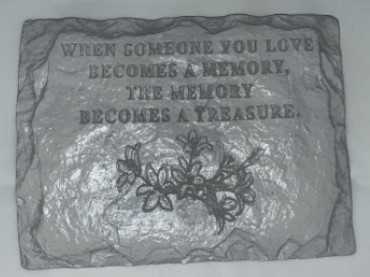 WHEN SOMEONE YOU LOVE
BECOMES A MEMORY,
THE MEMORY
BECOMES A TREASURE.